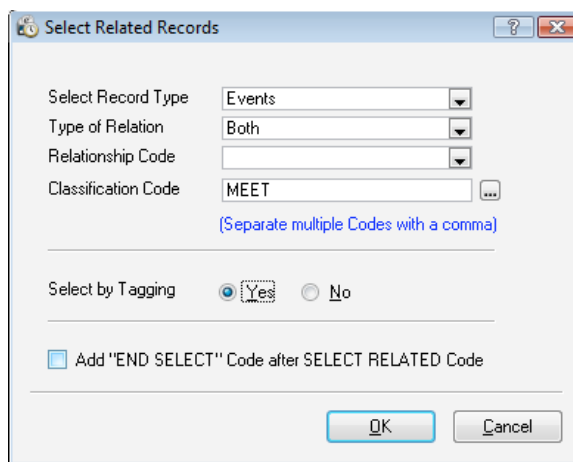 Select Related Records
Select Record Type Events
Type of Relation Both
Relationship Code
Classification Code MEET ...
(Separate multiple Codes with a comma)
Select by Tagging Yes No
Add "END SELECT" Code after SELECT RELATED Code
OK Cancel